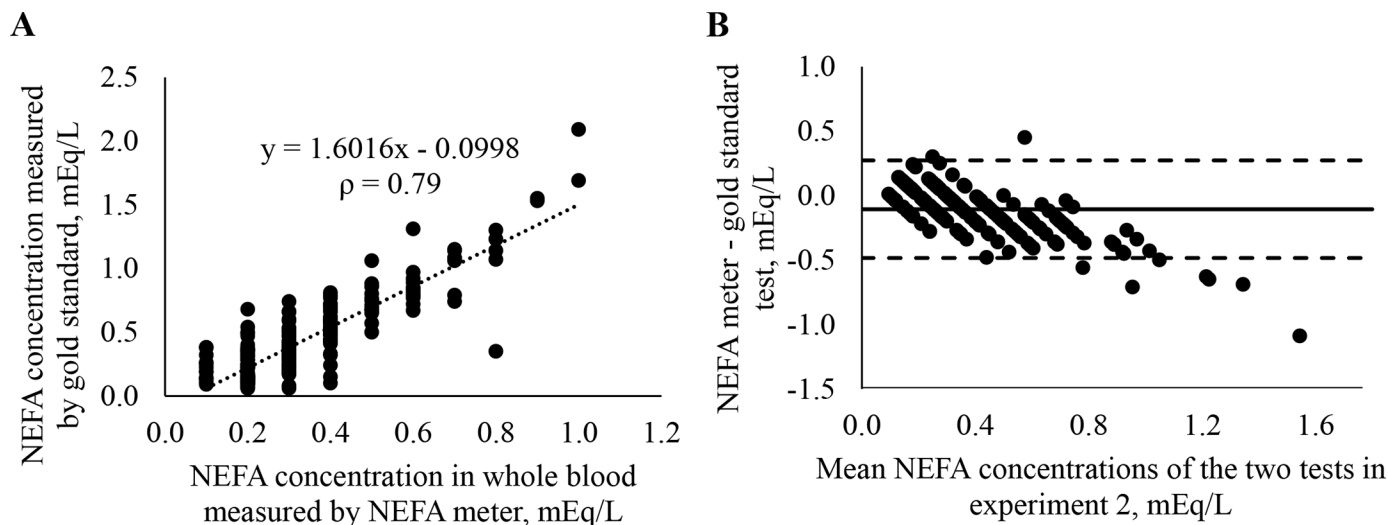 A
NEFA concentration measured
by gold standard, mEq/L
2.5
2.0
1.5
1.0
0.5
0.0
y = 1.6016x - 0.0998
ρ = 0.79
0.0 0.2 0.4 0.6 0.8 1.0 1.2
NEFA concentration in whole blood
measured by NEFA meter, mEq/L
B
NEFA meter - gold standard
test, mEq/L
1.0
0.5
0.0
-0.5
-1.0
-1.5
0.0 0.4 0.8 1.2 1.6
Mean NEFA concentrations of the two tests in
experiment 2, mEq/L